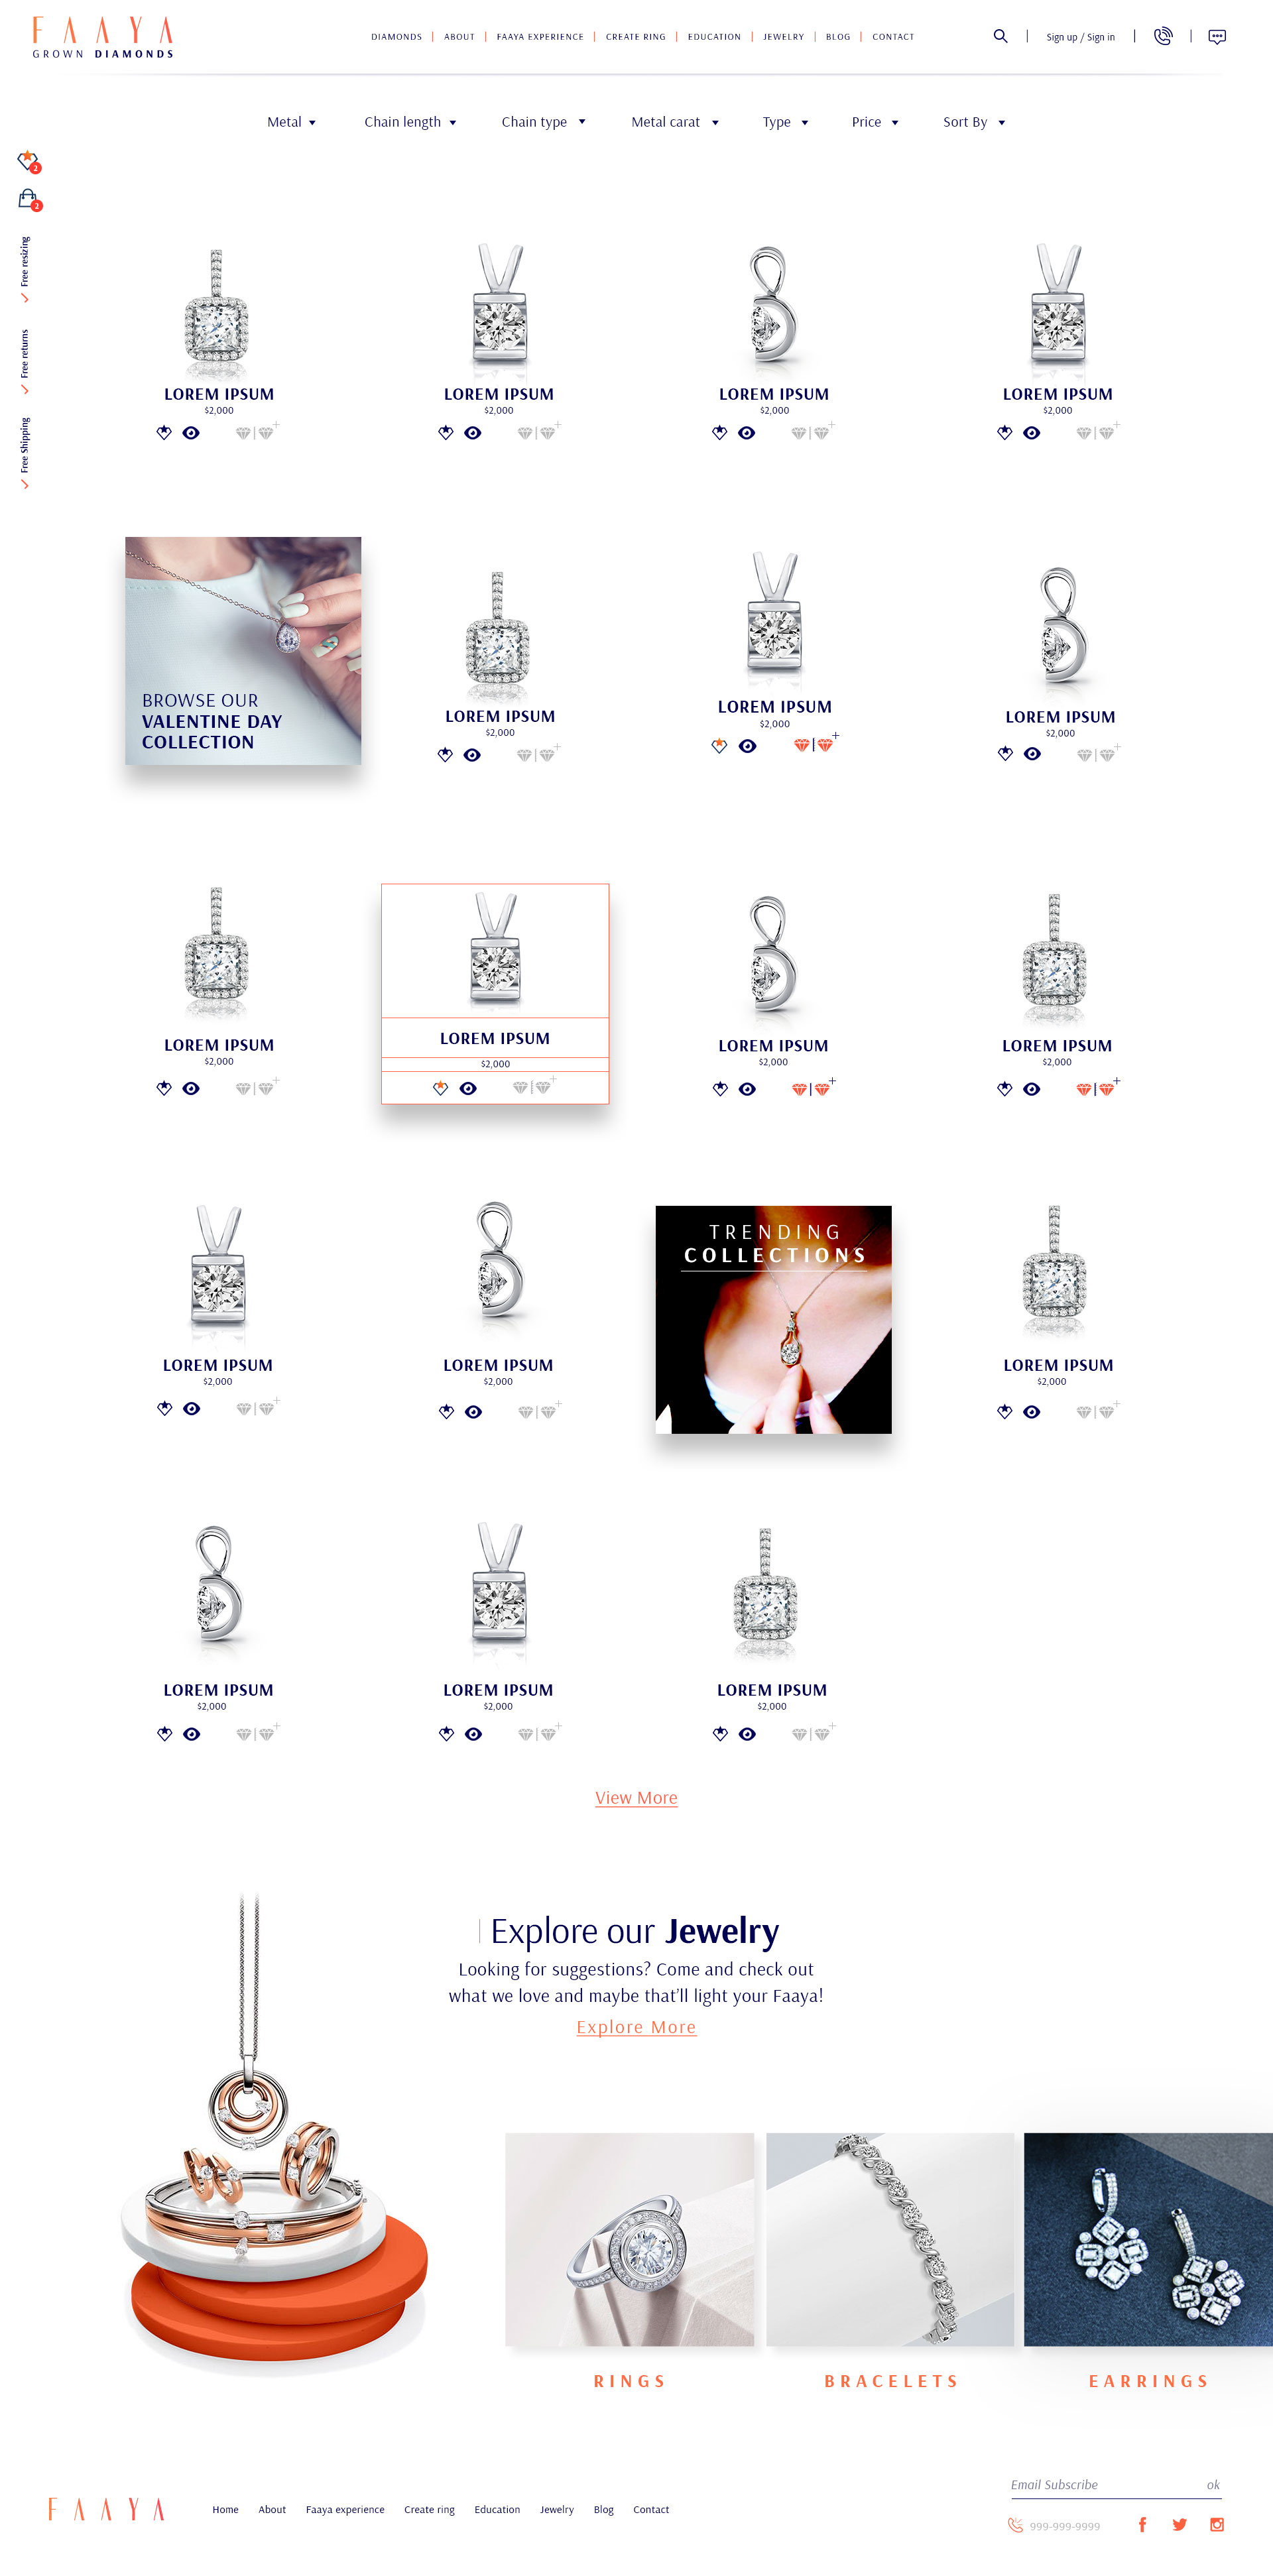 FAAYA
GROWN DIAMONDS
DIAMONDS ABOUT FAAYA EXPERIENCE CREATE RING EDUCATION JEWELRY BLOG CONTACT
Sign up / Sign in
Metal Chain length Chain type Metal carat Type Price Sort By
2
2
Free resizing
Free returns
Free Shipping
LOREM IPSUM LOREM IPSUM LOREM IPSUM LOREM IPSUM
$2,000 $2,000 $2,000 $2,000
BROWSE OUR
VALENTINE DAY
COLLECTION
LOREM IPSUM LOREM IPSUM LOREM IPSUM
$2,000 $2,000 $2,000
LOREM IPSUM LOREM IPSUM LOREM IPSUM LOREM IPSUM
$2,000 $2,000 $2,000 $2,000
TRENDING
COLLECTIONS
LOREM IPSUM LOREM IPSUM LOREM IPSUM
$2,000 $2,000 $2,000
LOREM IPSUM LOREM IPSUM LOREM IPSUM
$2,000 $2,000 $2,000
View More
Explore our Jewelry
Looking for suggestions? Come and check out
what we love and maybe that'll light your Faaya!
Explore More
RINGS BRACELETS EARRINGS
Email Subscribe ok
FAAYA
Home About Faaya experience Create ring Education Jewelry Blog Contact
999-999-9999